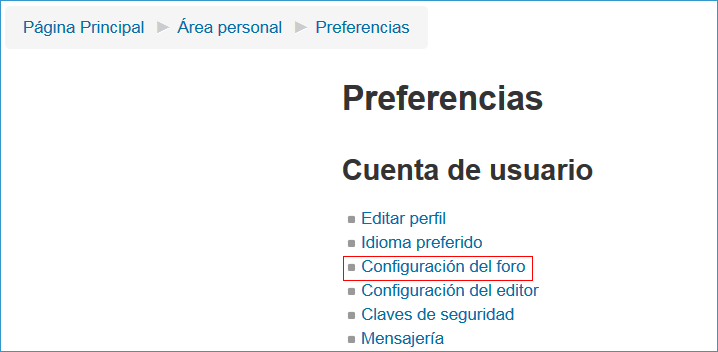 Página Principal ▶ Área personal ▶ Preferencias
Preferencias
Cuenta de usuario
Editar perfil
Idioma preferido
Configuración del foro
Configuración del editor
Claves de seguridad
Mensajería